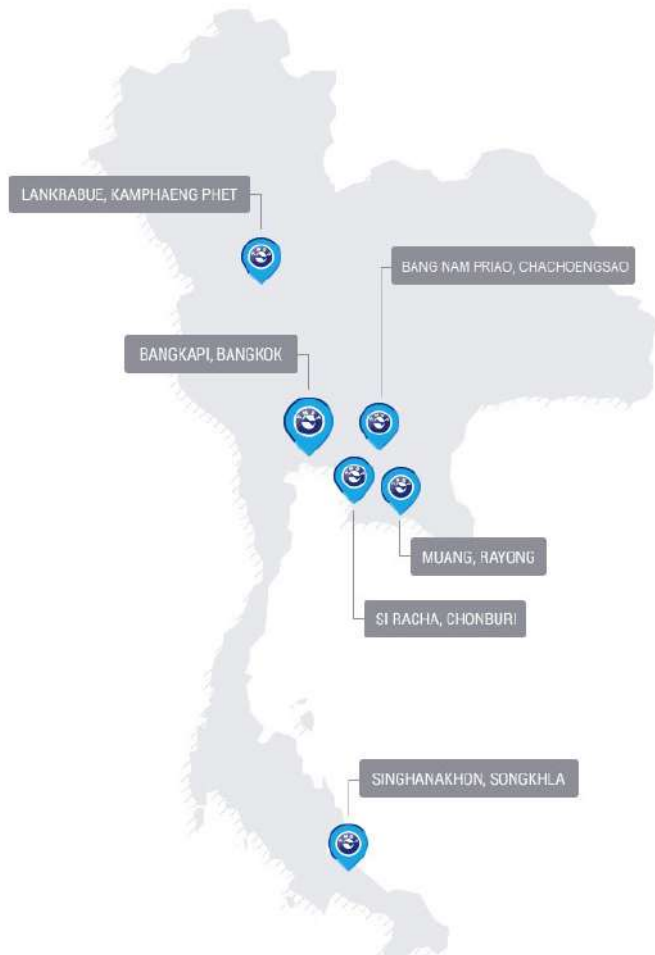 LANKRABUE, KAMPHAENG PHET
BANG NAM PRIAO, CHACHOENGSAO
BANGKAPI, BANGKOK
MUANG, RAYONG
SI RACHA, CHONBURI
SINGHANAKHON, SONGKHLA